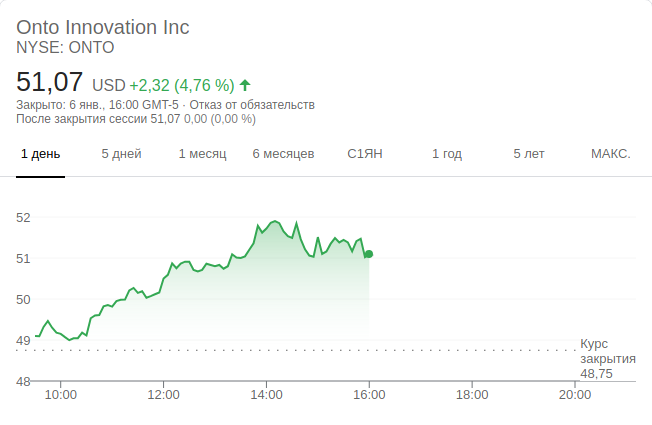 Onto Innovation Inc
NYSE: ONTO
51,07 USD +2,32 (4,76 %)
Закрыто: 6 янв., 16:00 GMT-5 · Отказ от обязательств
После закрытия сессии 51,07 0,00 (0,00 %)
1 день 5 дней 1 месяц 6 месяцев С1ЯН 1 год 5 лет МАКС.
52
51
50
49
48
Курс
закрытия
48,75
10:00 12:00 14:00 16:00 18:00 20:00